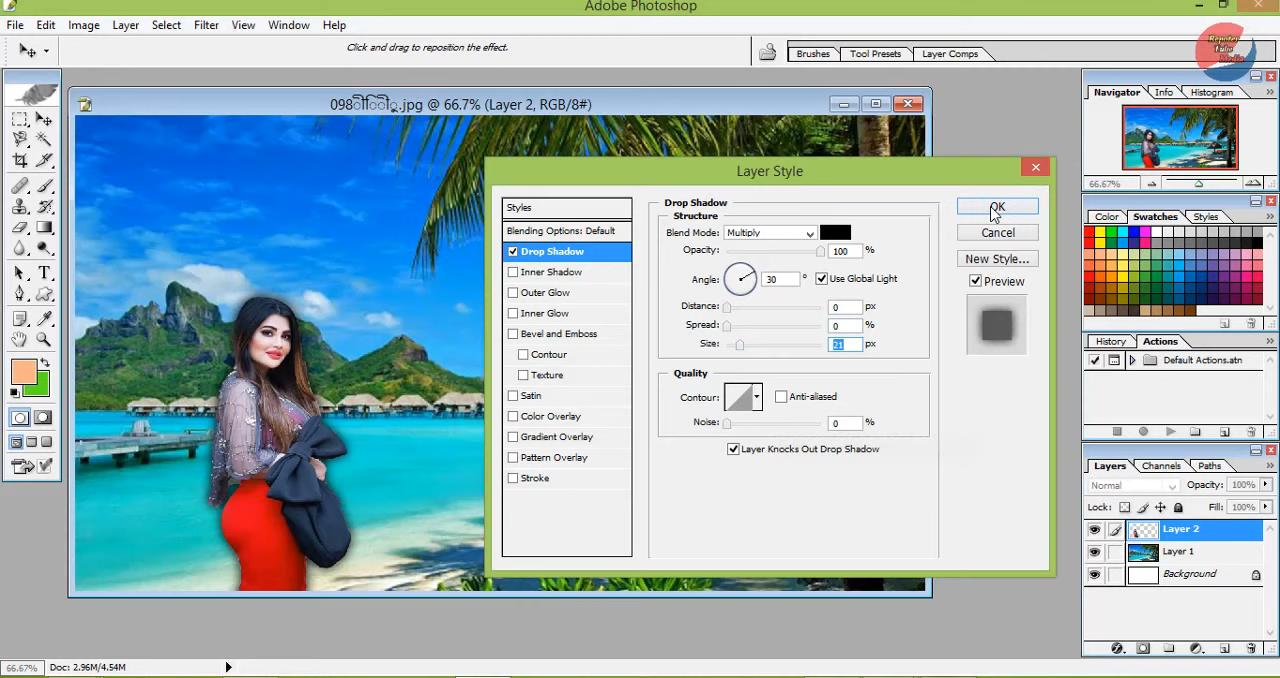 Adobe Photoshop
File Edit Image Layer Select Filter View Window Help
Click and drag to reposition the effect.
Brushes Tool Presets Layer Comps
Repoter
Tube
Media
.jpg @ 66.7% (Layer 2, RGB/8#)
Navigator Info Histogram
66.67%
Layer Style
Styles
Blending Options: Default
Drop Shadow
Inner Shadow
Outer Glow
Inner Glow
Bevel and Emboss
Contour
Texture
Satin
Color Overlay
Gradient Overlay
Pattern Overlay
Stroke
Drop Shadow
Structure
Blend Mode: Multiply
Opacity: 100 %
Angle: 30 ° Use Global Light
Distance: 0 px
Spread: 0 %
Size: 21 px
Quality
Contour: Anti-aliased
Noise: 0 %
Layer Knocks Out Drop Shadow
OK
Cancel
New Style...
Preview
Color Swatches Styles
History Actions
Default Actions.atn
Layers Channels Paths
Normal Opacity: 100%
Lock: Fill: 100%
Layer 2
Layer 1
Background
66.67% Doc: 2.96M/4.54M